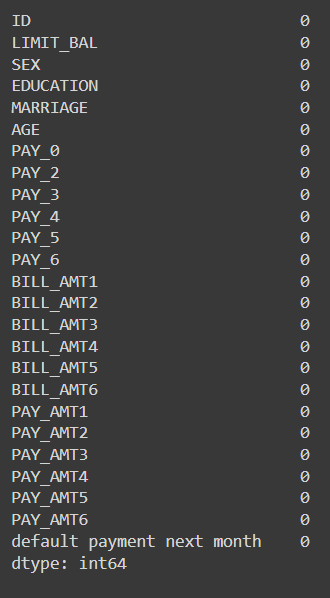 ID 0
LIMIT_BAL 0
SEX 0
EDUCATION 0
MARRIAGE 0
AGE 0
PAY_0 0
PAY_2 0
PAY_3 0
PAY_4 0
PAY_5 0
PAY_6 0
BILL_AMT1 0
BILL_AMT2 0
BILL_AMT3 0
BILL_AMT4 0
BILL_AMT5 0
BILL_AMT6 0
PAY_AMT1 0
PAY_AMT2 0
PAY_AMT3 0
PAY_AMT4 0
PAY_AMT5 0
PAY_AMT6 0
default payment next month 0
dtype: int64